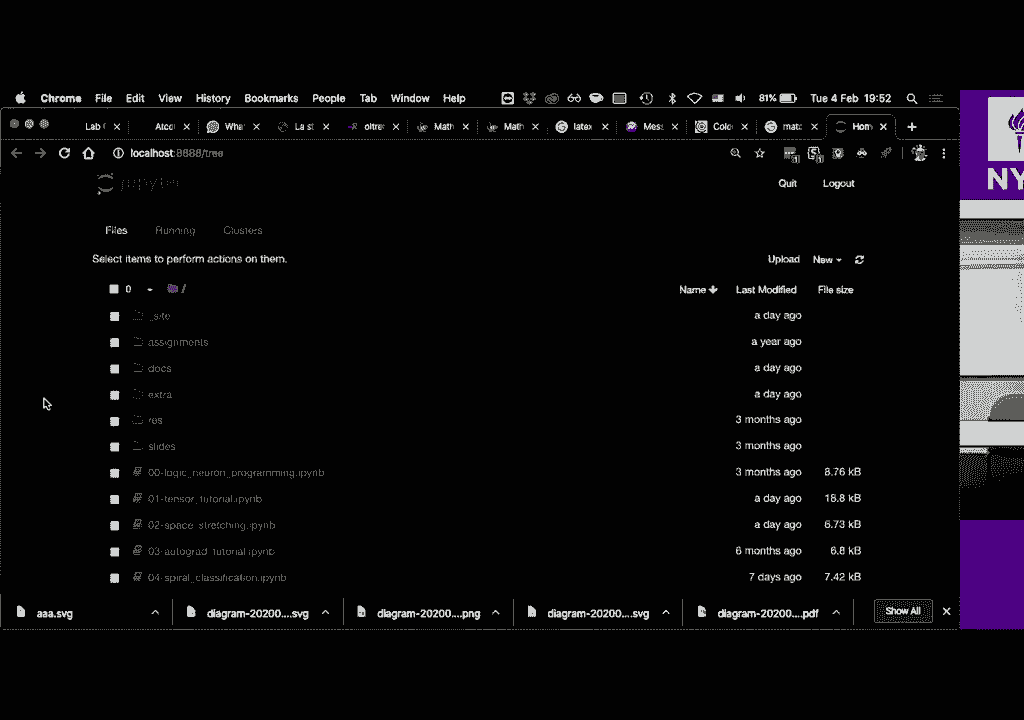 Chrome File Edit View History Bookmarks People Tab Window Help 81% Tue 4 Feb 19:52
Lab Atcol What La st oltre Math Math latex Mess Cold matc Hom
localhost:8888/tree
NY
jupyter Quit Logout
Files Running Clusters
Select items to perform actions on them. Upload New
0 / Name Last Modified File size
_site a day ago
assignments a year ago
docs a day ago
extra a day ago
res 3 months ago
slides 3 months ago
00-logic_neuron_programming.ipynb 3 months ago 8.76 kB
01-tensor_tutorial.ipynb a day ago 18.8 kB
02-space_stretching.ipynb a day ago 6.73 kB
03-autograd_tutorial.ipynb 6 months ago 6.8 kB
04-spiral_classification.ipynb 7 days ago 7.42 kB
aaa.svg diagram-20200....svg diagram-20200....png diagram-20200....svg diagram-20200....pdf Show All